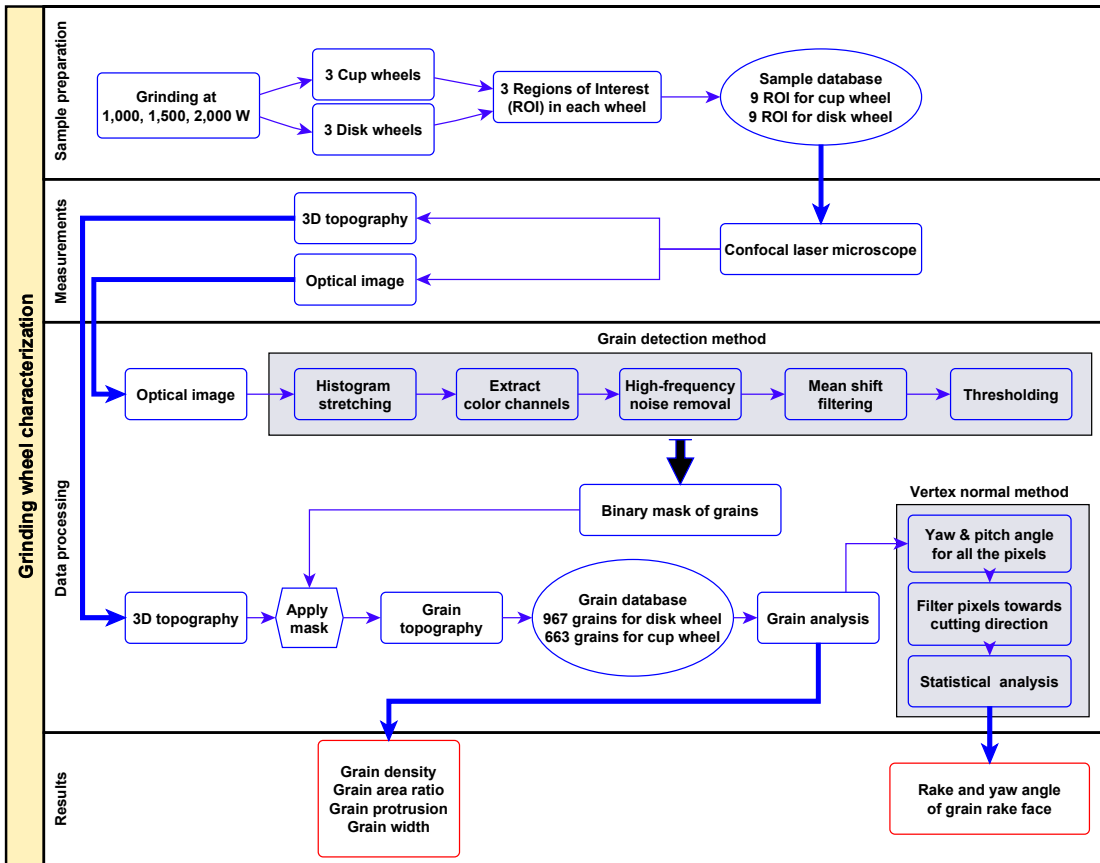 Grinding wheel characterization
Sample preparation
Grinding at
1,000, 1,500, 2,000 W
3 Cup wheels
3 Disk wheels
3 Regions of Interest
(ROI) in each wheel
Sample database
9 ROI for cup wheel
9 ROI for disk wheel
Measurements
3D topography
Optical image
Confocal laser microscope
Data processing
Grain detection method
Optical image
Histogram
stretching
Extract
color channels
High-frequency
noise removal
Mean shift
filtering
Thresholding
Binary mask of grains
Vertex normal method
Yaw & pitch angle
for all the pixels
Filter pixels towards
cutting direction
Statistical analysis
3D topography
Apply
mask
Grain
topography
Grain database
967 grains for disk wheel
663 grains for cup wheel
Grain analysis
Results
Grain density
Grain area ratio
Grain protrusion
Grain width
Rake and yaw angle
of grain rake face